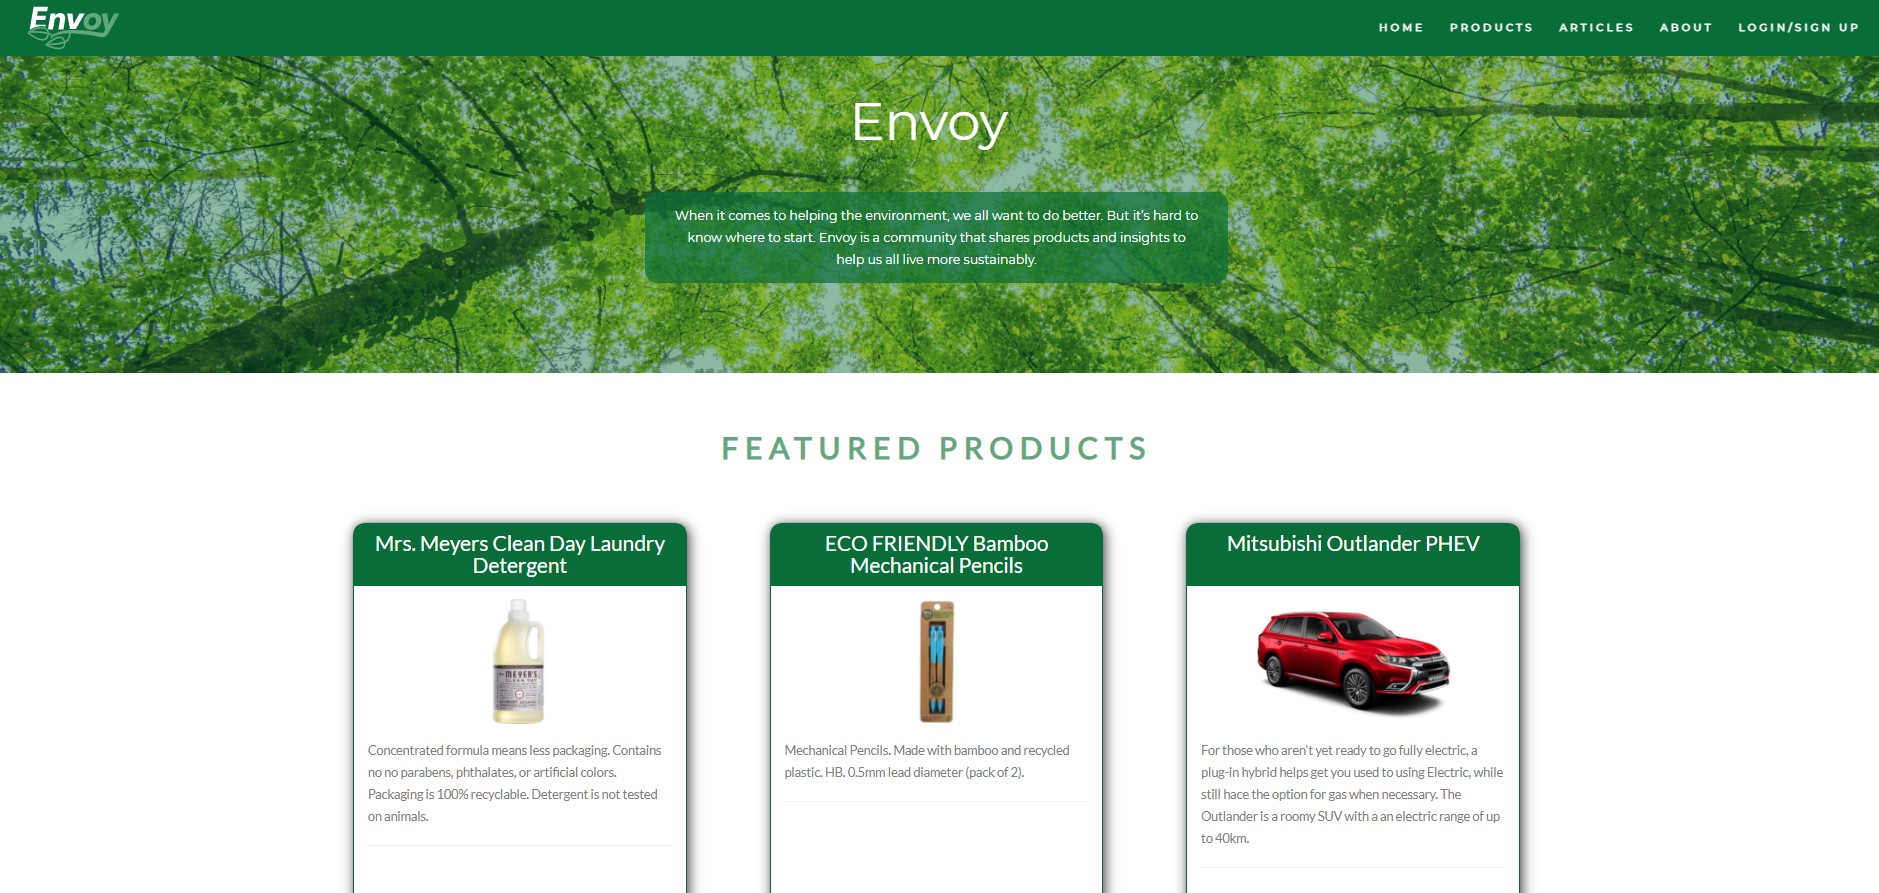 Envoy
HOME PRODUCTS ARTICLES ABOUT LOGIN/SIGN UP
Envoy
When it comes to helping the environment, we all want to do better. But it's hard to
know where to start. Envoy is a community that shares products and insights to
help us all live more sustainably.
FEATURED PRODUCTS
Mrs. Meyers Clean Day Laundry
Detergent
MEYER'S
CLEAN DAY
Concentrated formula means less packaging. Contains
no no parabens, phthalates, or artificial colors.
Packaging is 100% recyclable. Detergent is not tested
on animals.
ECO FRIENDLY Bamboo
Mechanical Pencils
Mechanical Pencils. Made with bamboo and recycled
plastic. HB. 0.5mm lead diameter (pack of 2).
Mitsubishi Outlander PHEV
For those who aren't yet ready to go fully electric, a
plug-in hybrid helps get you used to using Electric, while
still hace the option for gas when necessary. The
Outlander is a roomy SUV with a an electric range of up
to 40km.